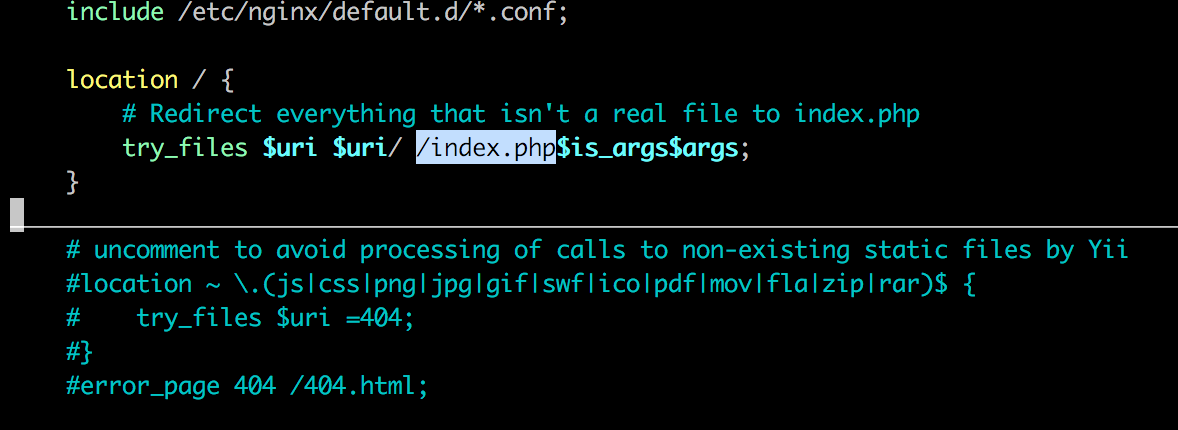 include /etc/nginx/default.d/*.conf;
location / {
# Redirect everything that isn't a real file to index.php
try_files $uri $uri/ /index.php$is_args$args;
}
# uncomment to avoid processing of calls to non-existing static files by Yii
#location ~ \.(js|css|png|jpg|gif|swf|ico|pdf|mov|fla|zip|rar)$ {
#    try_files $uri =404;
#}
#error_page 404 /404.html;